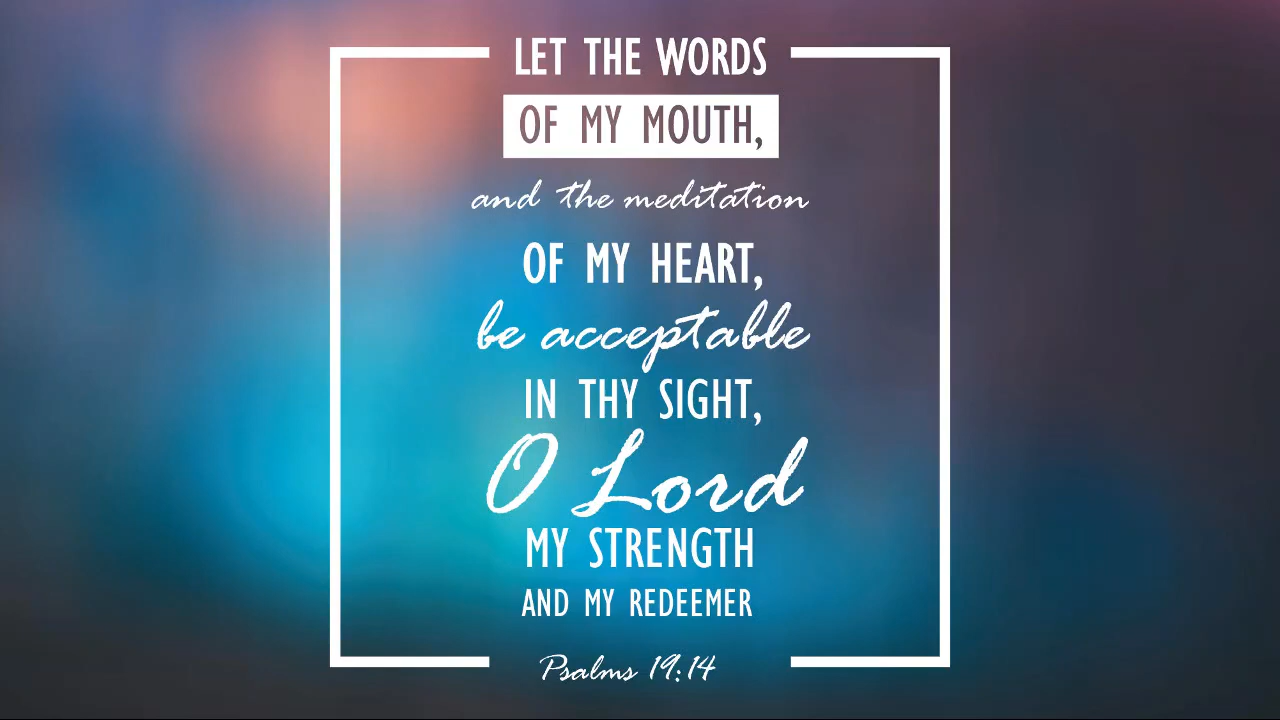 LET THE WORDS
OF MY MOUTH,
and the meditation
OF MY HEART,
be acceptable
IN THY SIGHT,
O Lord
MY STRENGTH
AND MY REDEEMER
Psalms 19:14